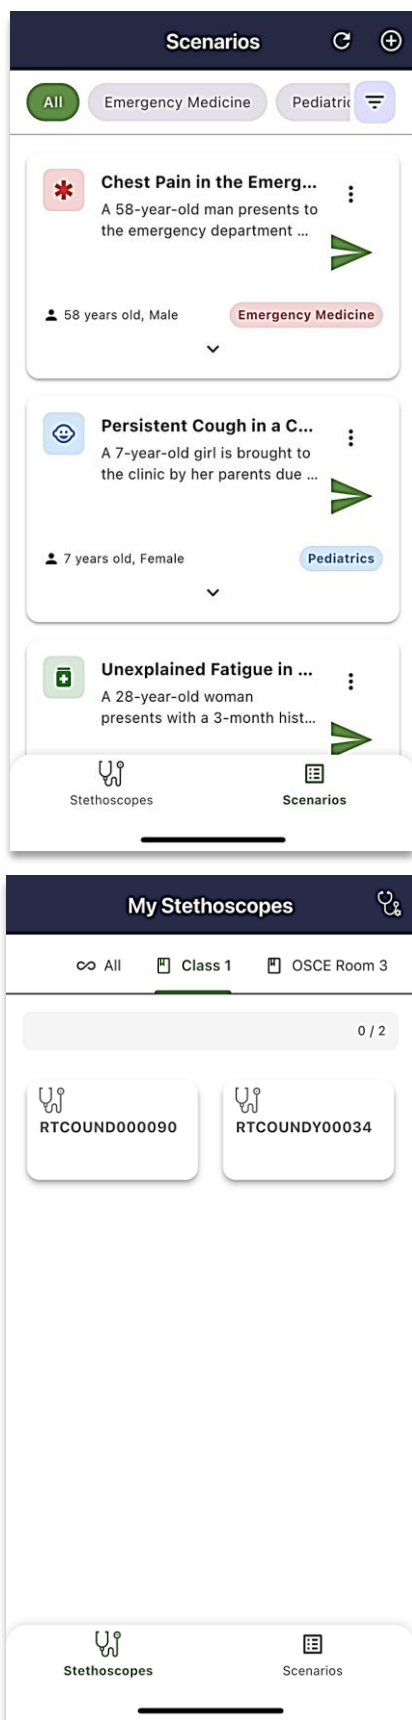 Scenarios
All
Emergency Medicine
Pediatric
Chest Pain in the Emerg...
A 58-year-old man presents to
the emergency department ...
58 years old, Male
Emergency Medicine
Persistent Cough in a C...
A 7-year-old girl is brought to
the clinic by her parents due ...
7 years old, Female
Pediatrics
Unexplained Fatigue in ...
A 28-year-old woman
presents with a 3-month hist...
Stethoscopes
Scenarios
My Stethoscopes
All
Class 1
OSCE Room 3
0 / 2
RTCOUND000090
RTCOUNDY00034
Stethoscopes
Scenarios